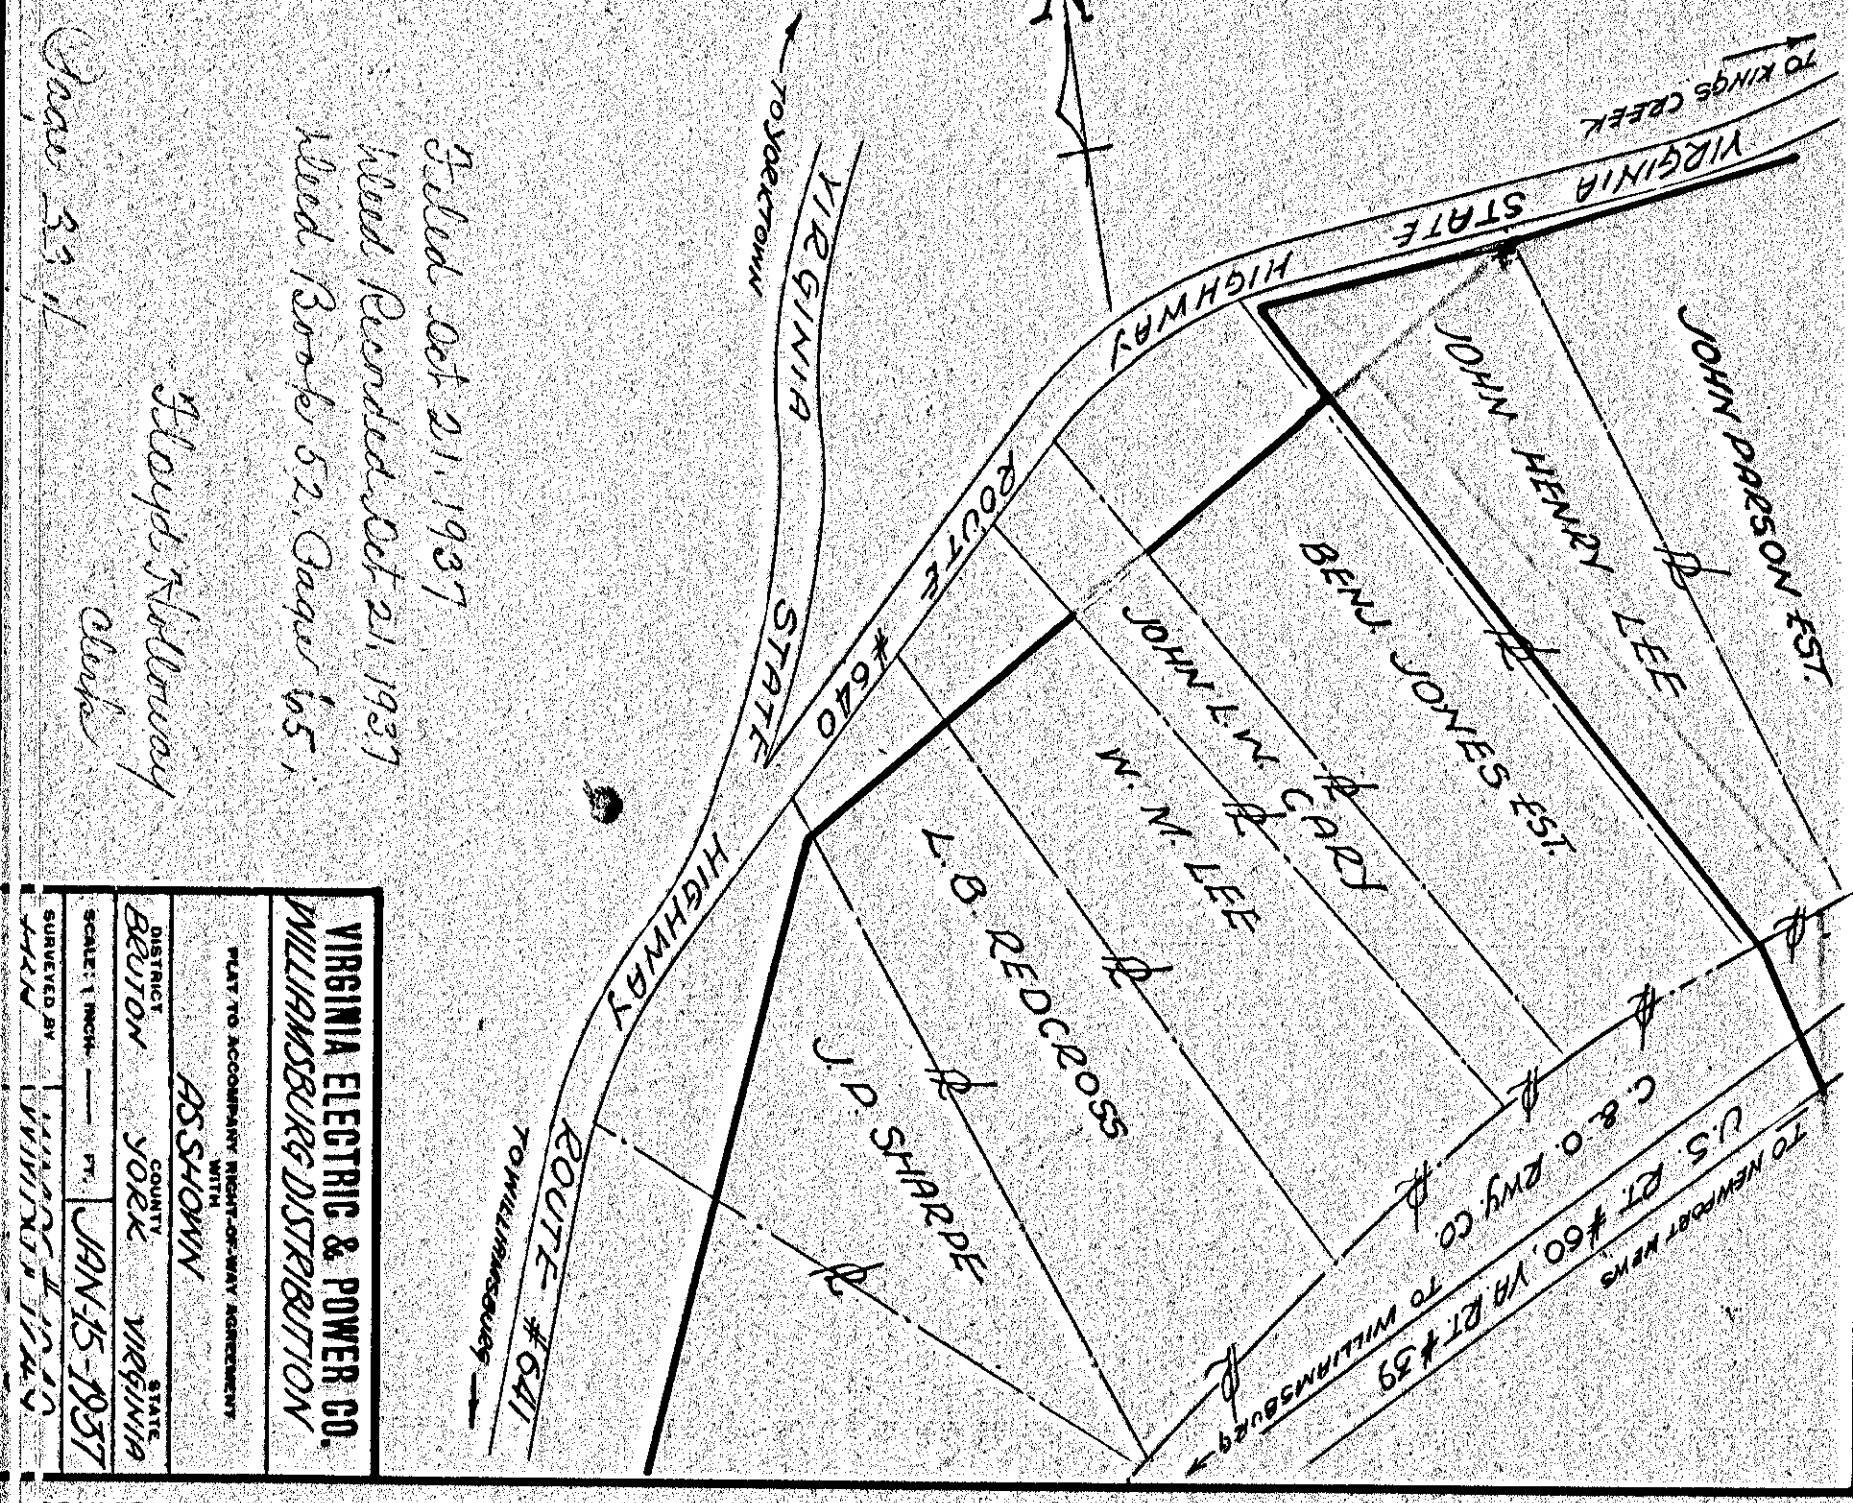 TO KINGS CREEK
VIRGINIA STATE HIGHWAY
ROUTE #640
TO YORKTOWN
VIRGINIA STATE HIGHWAY
ROUTE #641
TO WILLIAMSBURG
JOHN PARSON EST.
JOHN HENRY LEE
BENJ. JONES EST.
JOHN L. W. CARY
W. M. LEE
L. B. REDCROSS
J. P. SHARPE
C. & O. RWY. CO.
TO WILLIAMSBURG
U.S. RT. #60, VA. RT. #39
TO NEWPORT NEWS
Filed Oct 21, 1937
Deed Recorded Oct 21, 1937
Deed Book 52, Page 65,
Floyd Holloway
Clerk
VIRGINIA ELECTRIC & POWER CO.
WILLIAMSBURG DISTRIBUTION
PLAT TO ACCOMPANY RIGHT-OF-WAY AGREEMENT
WITH
AS SHOWN
DISTRICT COUNTY STATE
BRUTON YORK VIRGINIA
SCALE: 1 INCH - FT. JAN-15-1937
SURVEYED BY